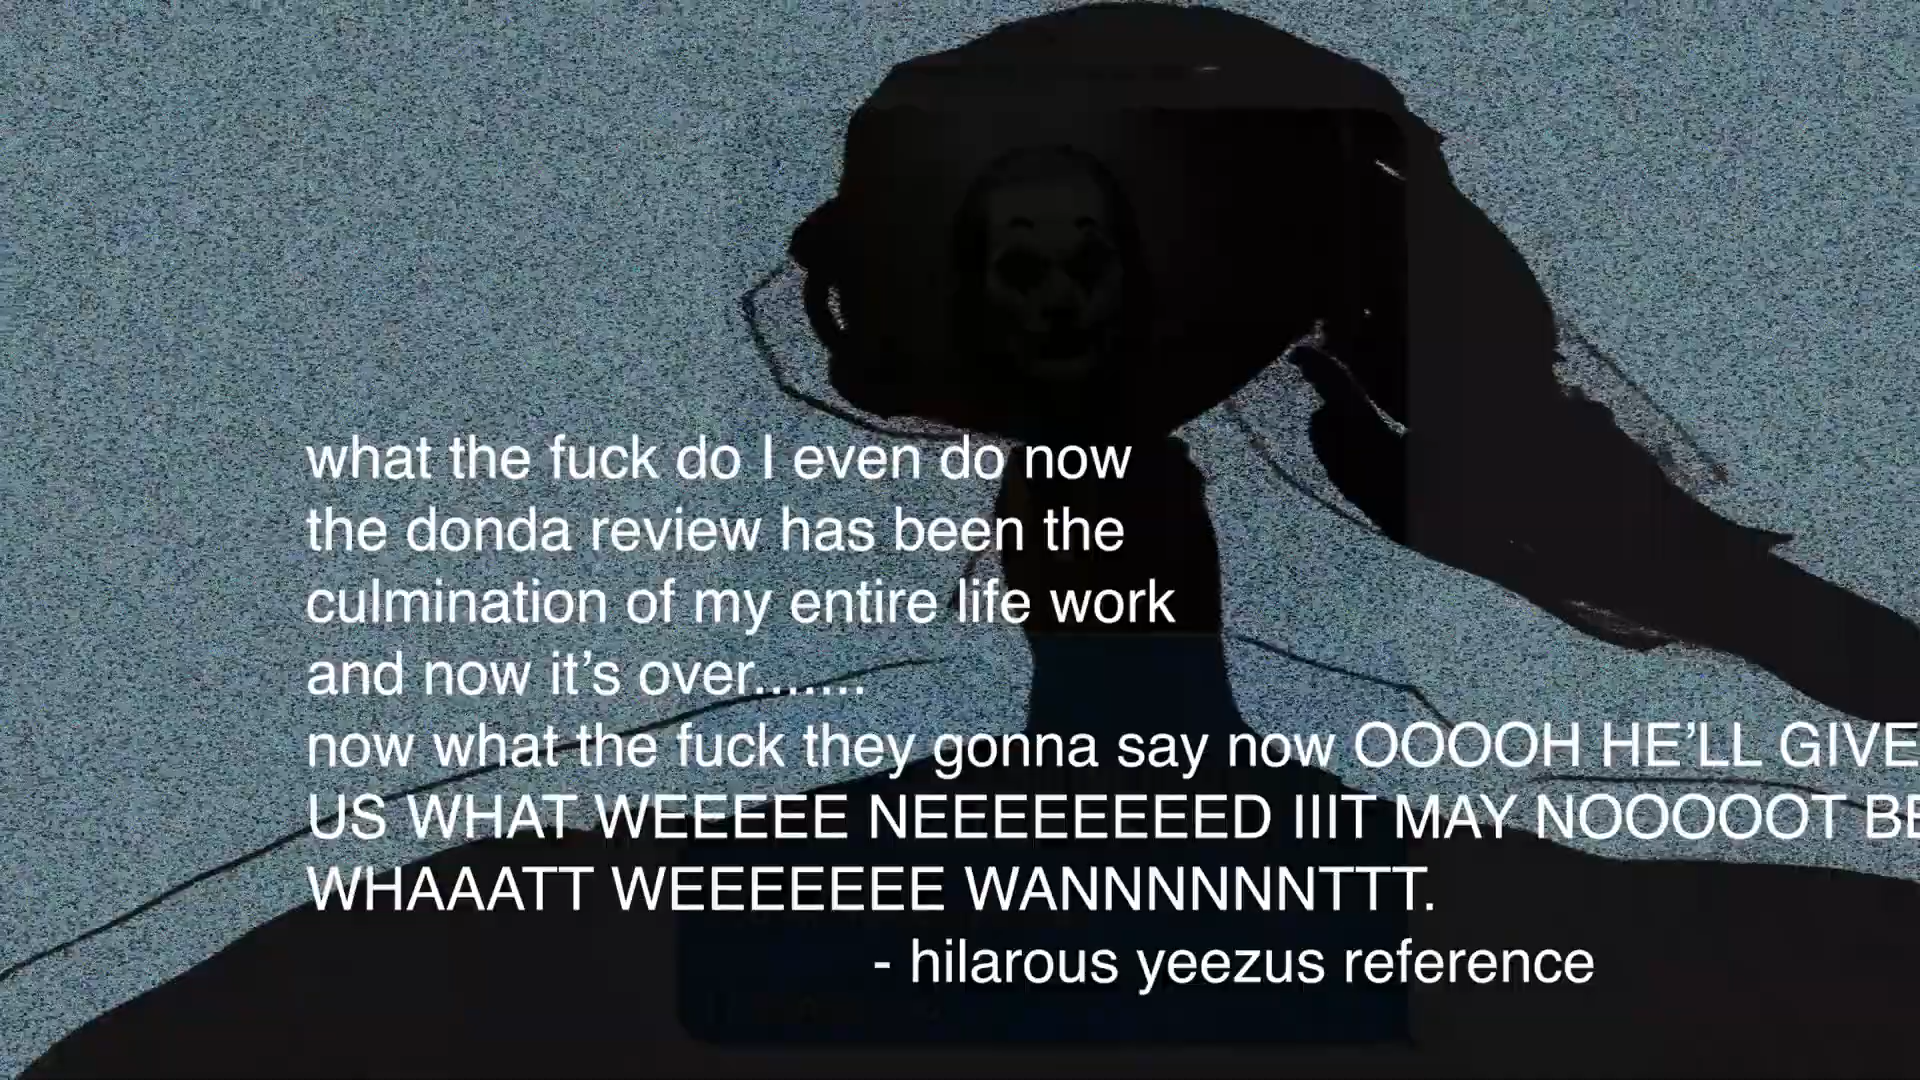 what the fuck do I even do now
the donda review has been the
culmination of my entire life work
and now it's over.......
now what the fuck they gonna say now OOOOH HE'LL GIVE
US WHAT WEEEEE NEEEEEEEED IIIT MAY NOOOOOT BE
WHAAATT WEEEEEEE WANNNNNNTTT.
- hilarous yeezus reference